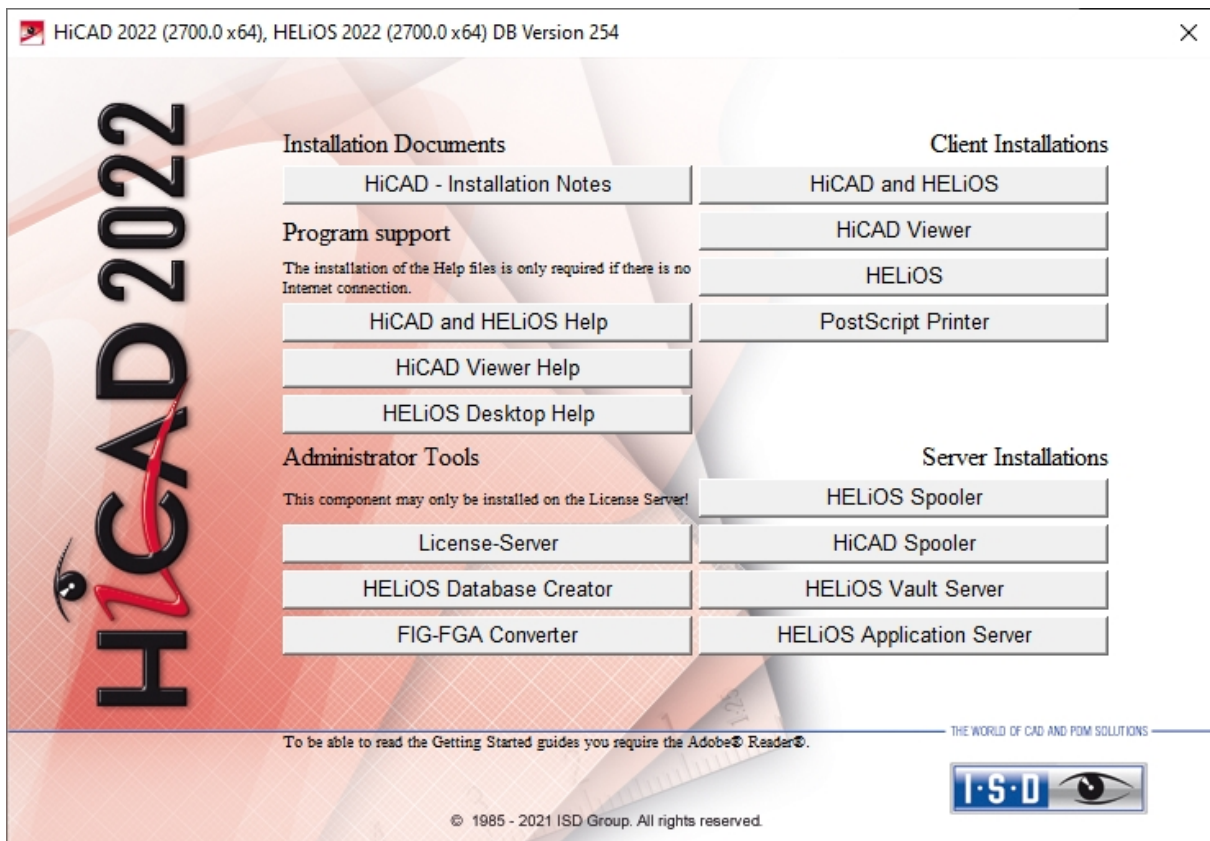 HiCAD 2022 (2700.0 x64), HELiOS 2022 (2700.0 x64) DB Version 254
HiCAD 2022
Installation Documents
HiCAD - Installation Notes
Program support
The installation of the Help files is only required if there is no
Internet connection.
HiCAD and HELiOS Help
HiCAD Viewer Help
HELiOS Desktop Help
Administrator Tools
This component may only be installed on the License Server!
License-Server
HELiOS Database Creator
FIG-FGA Converter
Client Installations
HiCAD and HELiOS
HiCAD Viewer
HELiOS
PostScript Printer
Server Installations
HELiOS Spooler
HiCAD Spooler
HELiOS Vault Server
HELiOS Application Server
1:25
To be able to read the Getting Started guides you require the Adobe® Reader®.
THE WORLD OF CAD AND PDM SOLUTIONS
I·S·D
© 1985 - 2021 ISD Group. All rights reserved.